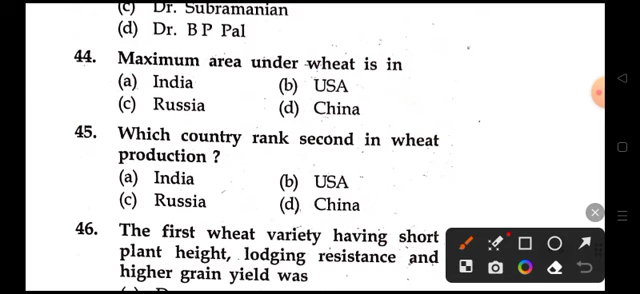 (c) Dr. Subramanian
(d) Dr. B P Pal
44. Maximum area under wheat is in
(a) India (b) USA
(c) Russia (d) China
45. Which country rank second in wheat
production ?
(a) India (b) USA
(c) Russia (d) China
46. The first wheat variety having short
plant height, lodging resistance and
higher grain yield was